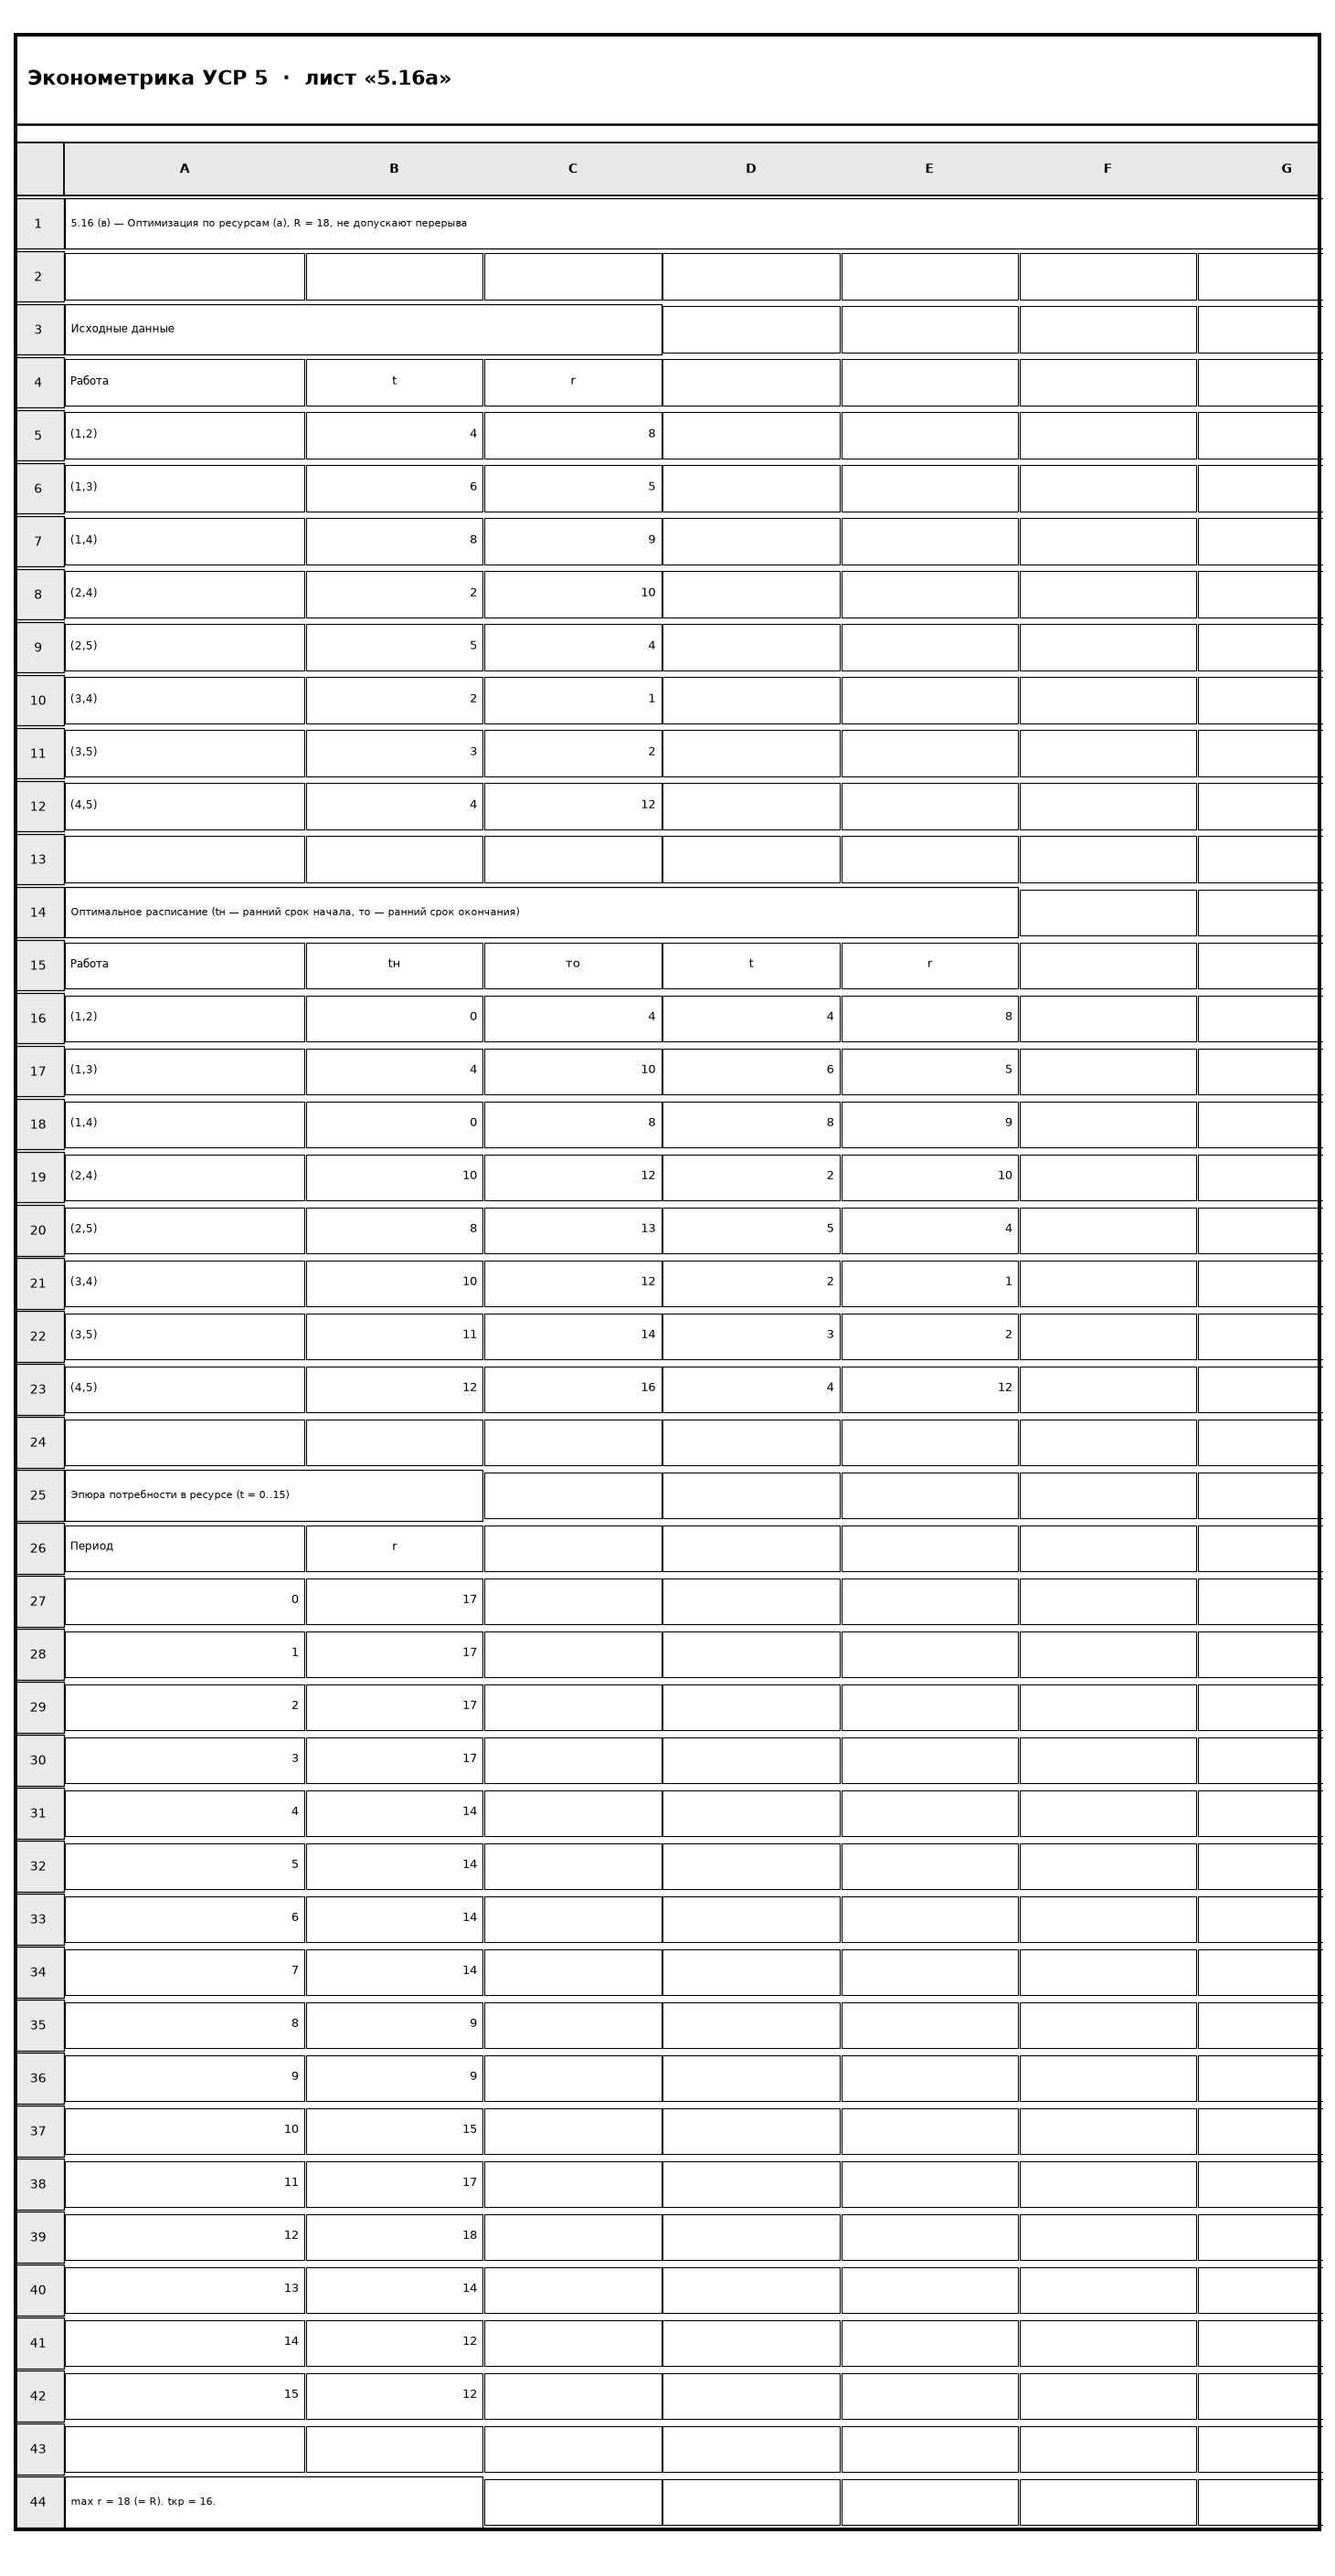 Эконометрика УСР 5 · лист «5.16а»
A B C D E F G
1 5.16 (в) — Оптимизация по ресурсам (а), R = 18, не допускают перерыва
2
3 Исходные данные
4 Работа t r
5 (1,2) 4 8
6 (1,3) 6 5
7 (1,4) 8 9
8 (2,4) 2 10
9 (2,5) 5 4
10 (3,4) 2 1
11 (3,5) 3 2
12 (4,5) 4 12
13
14 Оптимальное расписание (tн — ранний срок начала, то — ранний срок окончания)
15 Работа tн то t r
16 (1,2) 0 4 4 8
17 (1,3) 4 10 6 5
18 (1,4) 0 8 8 9
19 (2,4) 10 12 2 10
20 (2,5) 8 13 5 4
21 (3,4) 10 12 2 1
22 (3,5) 11 14 3 2
23 (4,5) 12 16 4 12
24
25 Эпюра потребности в ресурсе (t = 0..15)
26 Период r
27 0 17
28 1 17
29 2 17
30 3 17
31 4 14
32 5 14
33 6 14
34 7 14
35 8 9
36 9 9
37 10 15
38 11 17
39 12 18
40 13 14
41 14 12
42 15 12
43
44 max r = 18 (= R). tкр = 16.